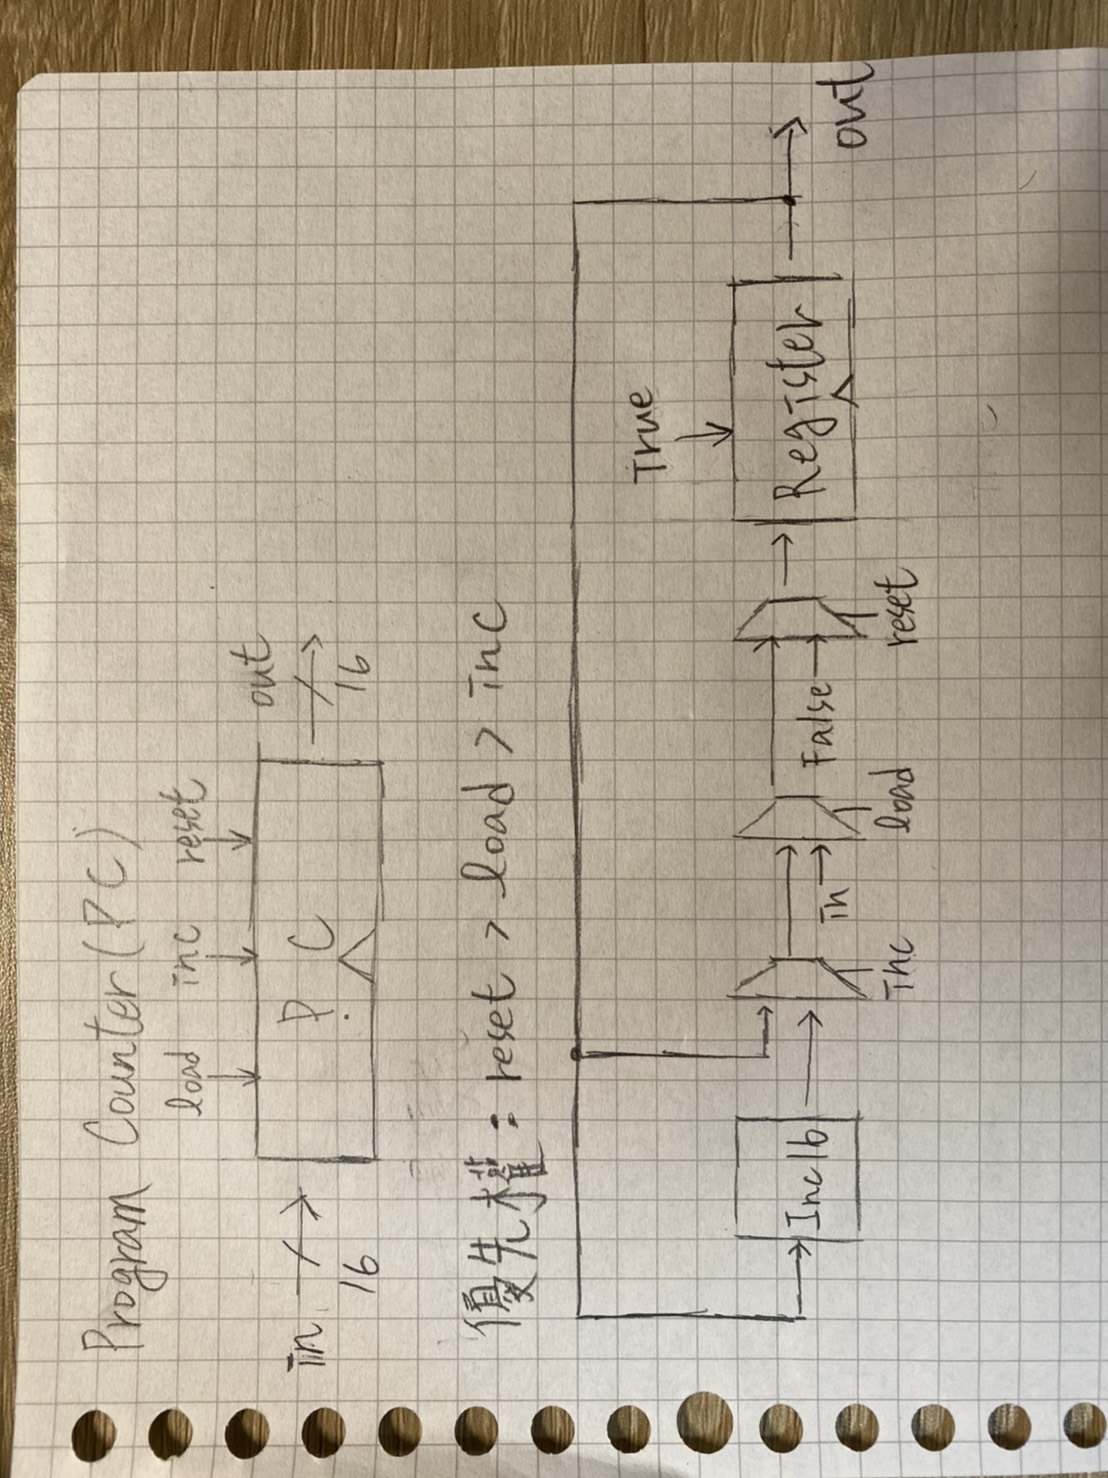 Program Counter (PC)
load inc reset
in 16
PC
out 16
優先權: reset > load > inc
True
Inc16
in
False
Register
out
inc load reset